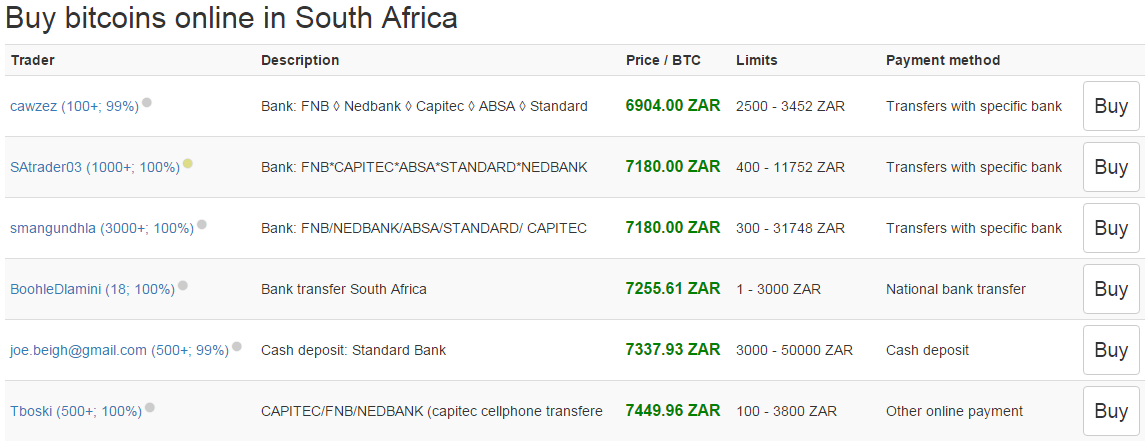 Buy bitcoins online in South Africa
Trader Description Price / BTC Limits Payment method
cawzez (100+; 99%) Bank: FNB ◊ Nedbank ◊ Capitec ◊ ABSA ◊ Standard 6904.00 ZAR 2500 - 3452 ZAR Transfers with specific bank Buy
SAtrader03 (1000+; 100%) Bank: FNB*CAPITEC*ABSA*STANDARD*NEDBANK 7180.00 ZAR 400 - 11752 ZAR Transfers with specific bank Buy
smangundhla (3000+; 100%) Bank: FNB/NEDBANK/ABSA/STANDARD/ CAPITEC 7180.00 ZAR 300 - 31748 ZAR Transfers with specific bank Buy
BoohleDlamini (18; 100%) Bank transfer South Africa 7255.61 ZAR 1 - 3000 ZAR National bank transfer Buy
joe.beigh@gmail.com (500+; 99%) Cash deposit: Standard Bank 7337.93 ZAR 3000 - 50000 ZAR Cash deposit Buy
Tboski (500+; 100%) CAPITEC/FNB/NEDBANK (capitec cellphone transfere 7449.96 ZAR 100 - 3800 ZAR Other online payment Buy